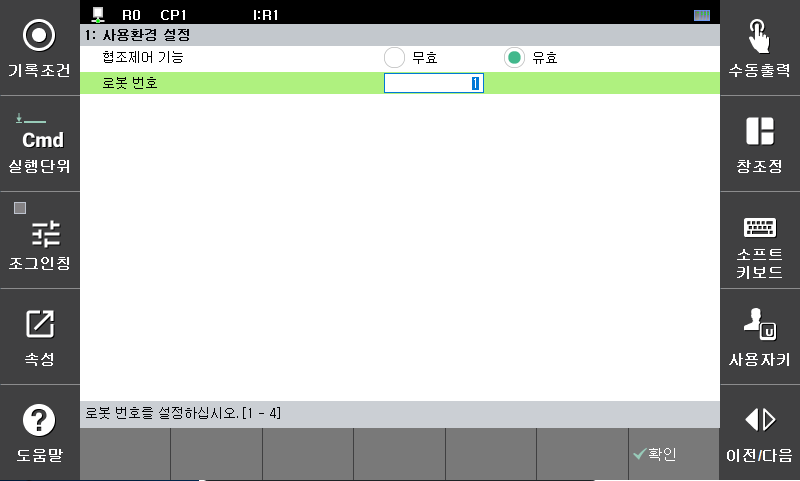 R0 CP1 I:R1
1: 사용환경 설정
협조제어 기능 무효 유효
로봇 번호 1
로봇 번호를 설정하십시오.[1 - 4]
확인
기록조건
Cmd
실행단위
조그인칭
속성
?
도움말
수동출력
창조정
소프트
키보드
U
사용자키
이전/다음